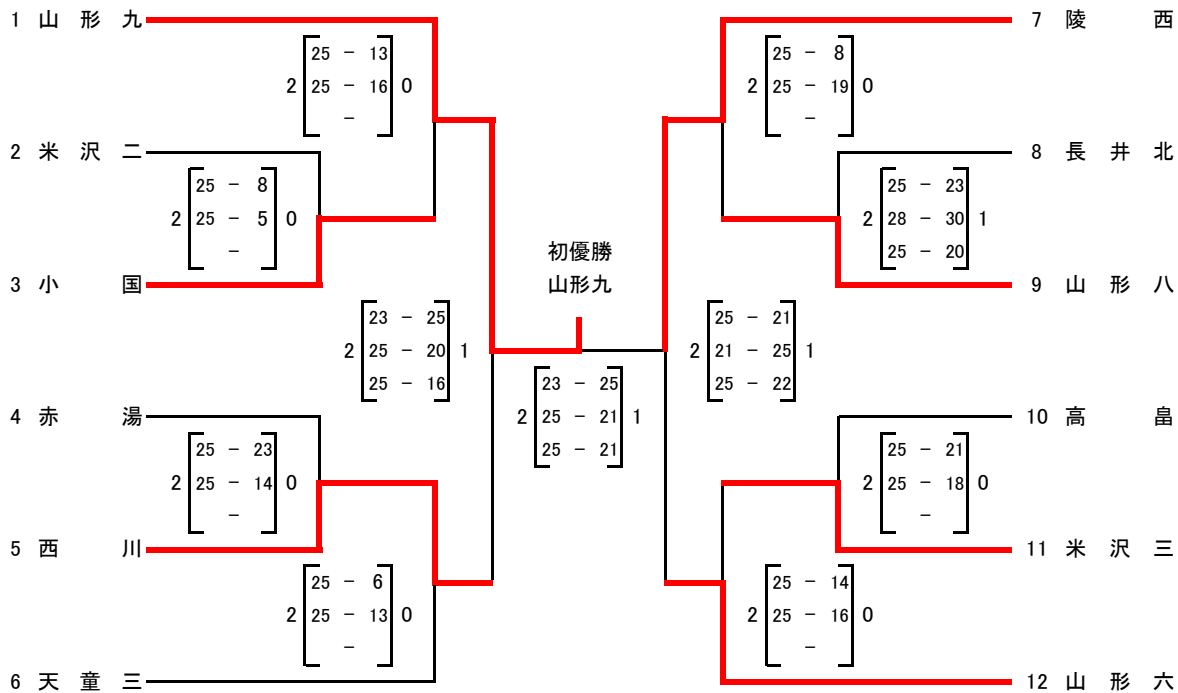 1 山形九
25 - 13
2 25 - 16 0
-
2 米沢二
25 - 8
2 25 - 5 0
-
3 小国
23 - 25
2 25 - 20 1
25 - 16
4 赤湯
25 - 23
2 25 - 14 0
-
5 西川
25 - 6
2 25 - 13 0
-
6 天童三
初優勝
山形九
23 - 25
2 25 - 21 1
25 - 21
7 陵西
25 - 8
2 25 - 19 0
-
8 長井北
25 - 23
2 28 - 30 1
25 - 20
9 山形八
25 - 21
2 21 - 25 1
25 - 22
10 高畠
25 - 21
2 25 - 18 0
-
11 米沢三
25 - 14
2 25 - 16 0
-
12 山形六